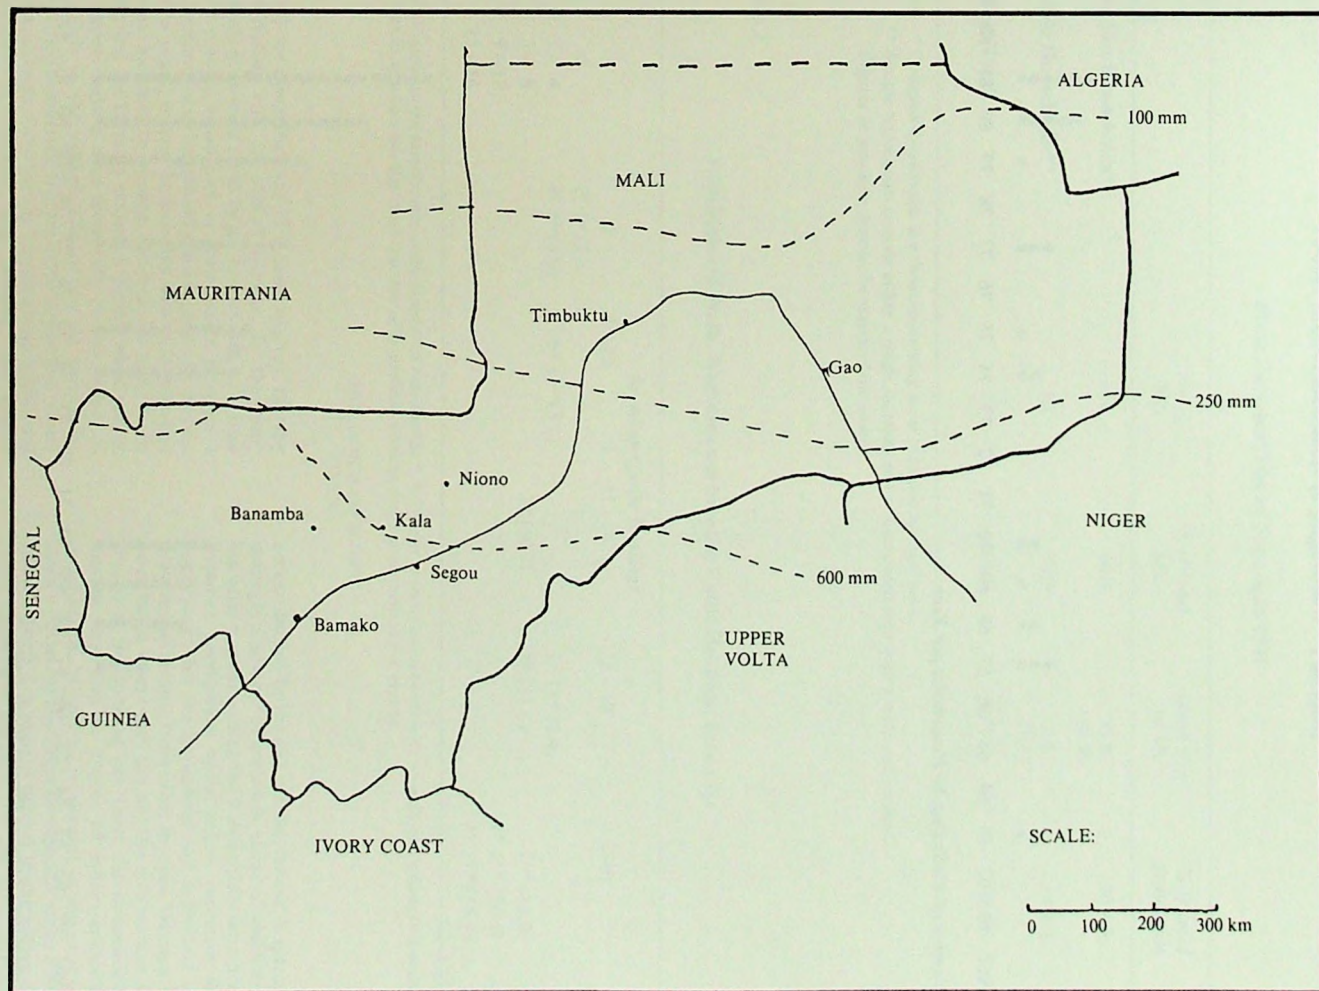 ALGERIA
100 mm
MALI
MAURITANIA
Timbuktu
Gao
250 mm
Niono
Banamba
Kala
NIGER
SENEGAL
Segou
600 mm
Bamako
UPPER
VOLTA
GUINEA
SCALE:
IVORY COAST
0 100 200 300 km